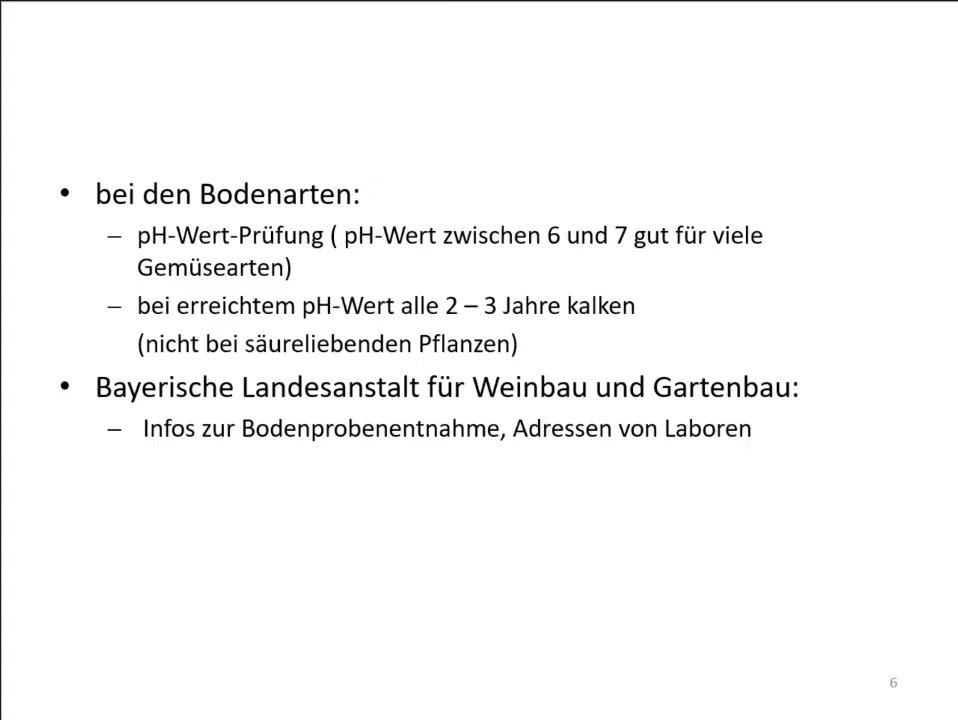 • bei den Bodenarten:
– pH-Wert-Prüfung ( pH-Wert zwischen 6 und 7 gut für viele
Gemüsearten)
– bei erreichtem pH-Wert alle 2 – 3 Jahre kalken
(nicht bei säureliebenden Pflanzen)
• Bayerische Landesanstalt für Weinbau und Gartenbau:
– Infos zur Bodenprobenentnahme, Adressen von Laboren
6